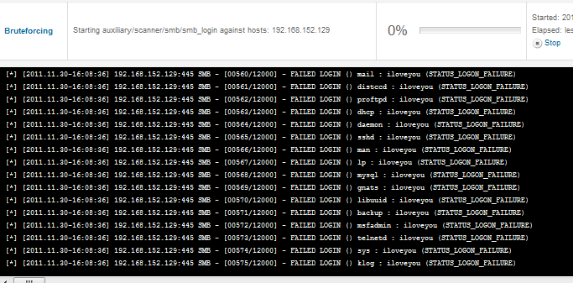 Bruteforcing
Starting auxiliary/scanner/smb/smb_login against hosts: 192.168.152.129
0%
Started: 201
Elapsed: les
Stop
[*] [2011.11.30-16:08:36] 192.168.152.129:445 SMB - [00560/12000] - FAILED LOGIN () mail : iloveyou (STATUS_LOGON_FAILURE)
[*] [2011.11.30-16:08:36] 192.168.152.129:445 SMB - [00561/12000] - FAILED LOGIN () distccd : iloveyou (STATUS_LOGON_FAILURE)
[*] [2011.11.30-16:08:36] 192.168.152.129:445 SMB - [00562/12000] - FAILED LOGIN () proftpd : iloveyou (STATUS_LOGON_FAILURE)
[*] [2011.11.30-16:08:36] 192.168.152.129:445 SMB - [00563/12000] - FAILED LOGIN () dhcp : iloveyou (STATUS_LOGON_FAILURE)
[*] [2011.11.30-16:08:36] 192.168.152.129:445 SMB - [00564/12000] - FAILED LOGIN () daemon : iloveyou (STATUS_LOGON_FAILURE)
[*] [2011.11.30-16:08:36] 192.168.152.129:445 SMB - [00565/12000] - FAILED LOGIN () sshd : iloveyou (STATUS_LOGON_FAILURE)
[*] [2011.11.30-16:08:36] 192.168.152.129:445 SMB - [00566/12000] - FAILED LOGIN () man : iloveyou (STATUS_LOGON_FAILURE)
[*] [2011.11.30-16:08:36] 192.168.152.129:445 SMB - [00567/12000] - FAILED LOGIN () lp : iloveyou (STATUS_LOGON_FAILURE)
[*] [2011.11.30-16:08:36] 192.168.152.129:445 SMB - [00568/12000] - FAILED LOGIN () mysql : iloveyou (STATUS_LOGON_FAILURE)
[*] [2011.11.30-16:08:36] 192.168.152.129:445 SMB - [00569/12000] - FAILED LOGIN () gnats : iloveyou (STATUS_LOGON_FAILURE)
[*] [2011.11.30-16:08:36] 192.168.152.129:445 SMB - [00570/12000] - FAILED LOGIN () libuuid : iloveyou (STATUS_LOGON_FAILURE)
[*] [2011.11.30-16:08:36] 192.168.152.129:445 SMB - [00571/12000] - FAILED LOGIN () backup : iloveyou (STATUS_LOGON_FAILURE)
[*] [2011.11.30-16:08:36] 192.168.152.129:445 SMB - [00572/12000] - FAILED LOGIN () msfadmin : iloveyou (STATUS_LOGON_FAILURE)
[*] [2011.11.30-16:08:36] 192.168.152.129:445 SMB - [00573/12000] - FAILED LOGIN () telnetd : iloveyou (STATUS_LOGON_FAILURE)
[*] [2011.11.30-16:08:36] 192.168.152.129:445 SMB - [00574/12000] - FAILED LOGIN () sys : iloveyou (STATUS_LOGON_FAILURE)
[*] [2011.11.30-16:08:36] 192.168.152.129:445 SMB - [00575/12000] - FAILED LOGIN () klog : iloveyou (STATUS_LOGON_FAILURE)